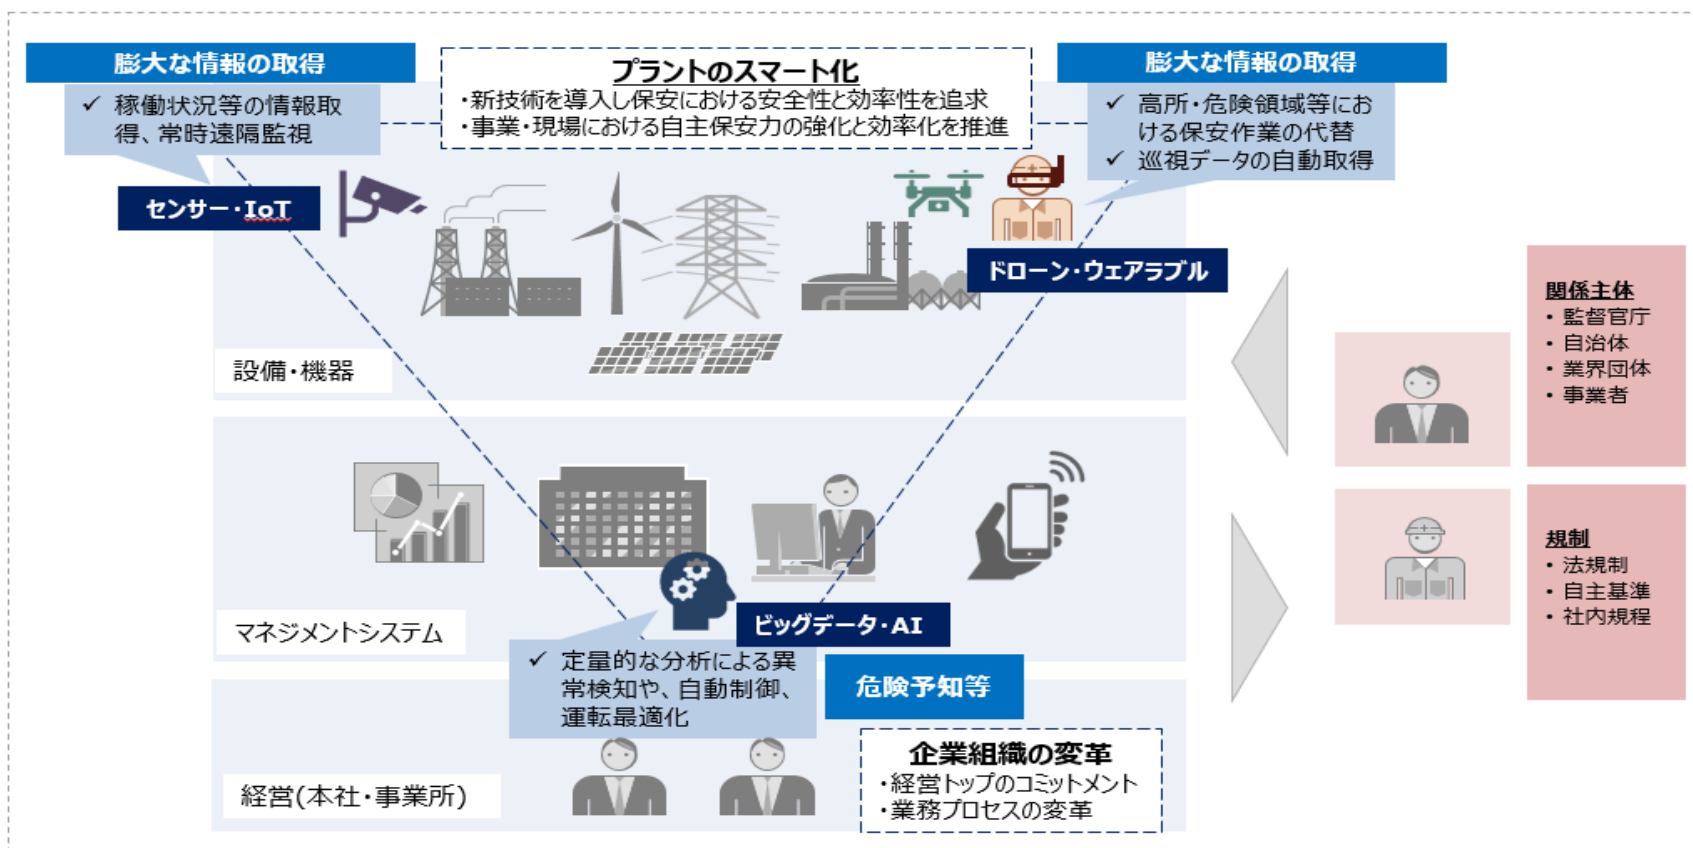 膨大な情報の取得
✓ 稼働状況等の情報取
得、常時遠隔監視
センサー・IoT
プラントのスマート化
・新技術を導入し保安における安全性と効率性を追求
・事業・現場における自主保安力の強化と効率化を推進
膨大な情報の取得
✓ 高所・危険領域等にお
ける保安作業の代替
✓ 巡視データの自動取得
ドローン・ウェアラブル
設備・機器
マネジメントシステム
ビッグデータ・AI
✓ 定量的な分析による異
常検知や、自動制御、
運転最適化
危険予知等
経営(本社・事業所)
企業組織の変革
・経営トップのコミットメント
・業務プロセスの変革
関係主体
• 監督官庁
• 自治体
• 業界団体
• 事業者
規制
• 法規制
• 自主基準
• 社内規程